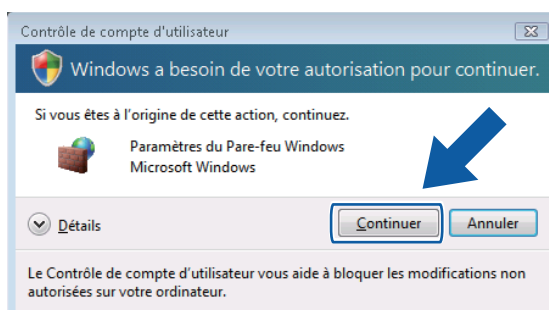 Contrôle de compte d'utilisateur
Windows a besoin de votre autorisation pour continuer.
Si vous êtes à l'origine de cette action, continuez.
Paramètres du Pare-feu Windows
Microsoft Windows
Détails
Continuer
Annuler
Le Contrôle de compte d'utilisateur vous aide à bloquer les modifications non
autorisées sur votre ordinateur.